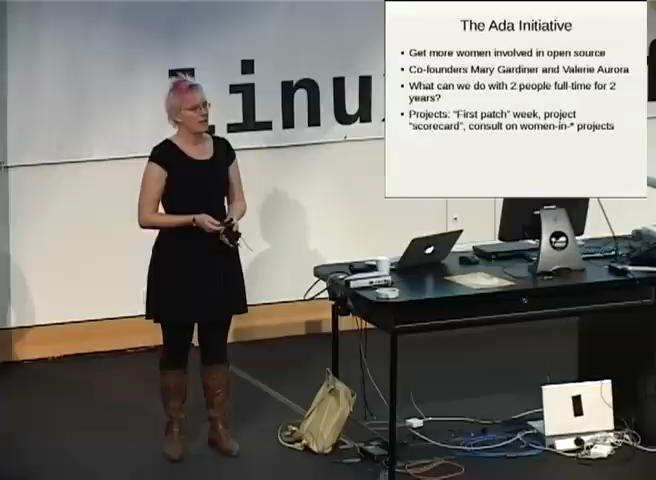 The Ada Initiative
• Get more women involved in open source
• Co-founders Mary Gardiner and Valerie Aurora
• What can we do with 2 people full-time for 2
years?
• Projects: "First patch" week, project
"scorecard", consult on women-in-* projects
linux